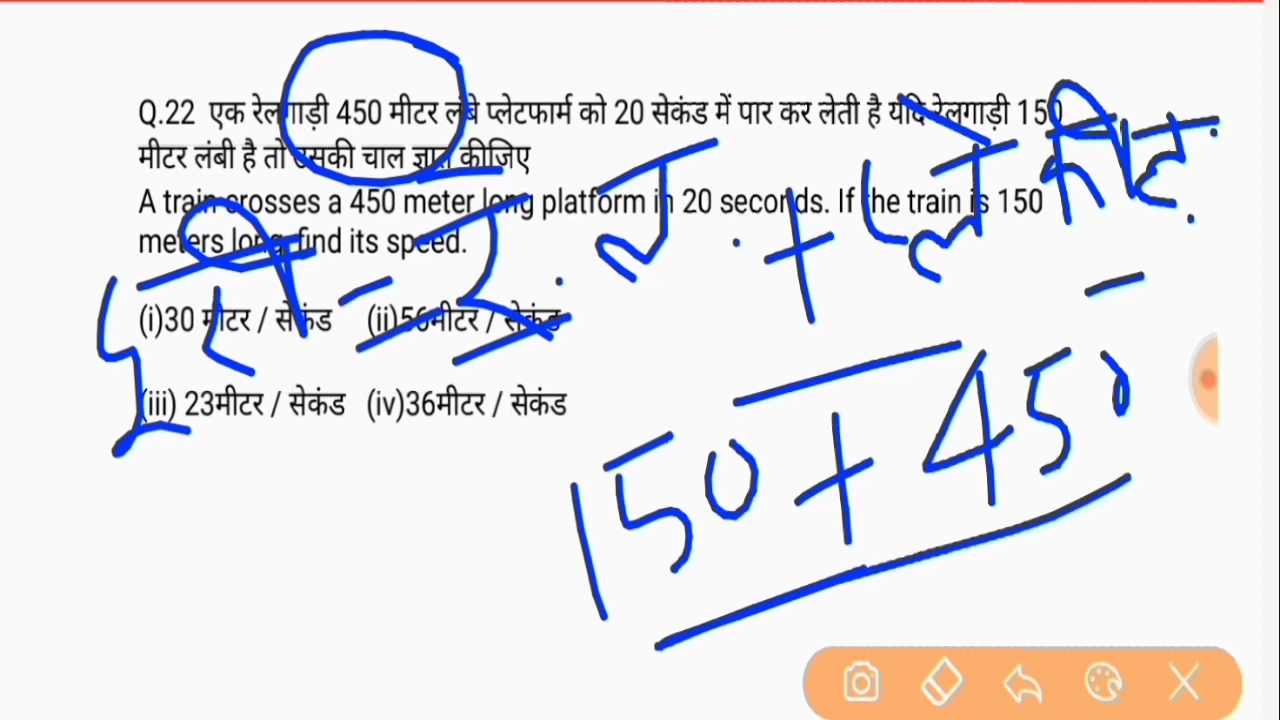 Q.22 एक रेलगाड़ी 450 मीटर लंबे प्लेटफार्म को 20 सेकंड में पार कर लेती है यदि रेलगाड़ी 150
मीटर लंबी है तो उसकी चाल ज्ञात कीजिए
A train crosses a 450 meter long platform in 20 seconds. If the train is 150
meters long, find its speed.
(i)30 मीटर / सेकंड (ii)56मीटर / सेकंड
(iii) 23मीटर / सेकंड (iv)36मीटर / सेकंड
150 + 450